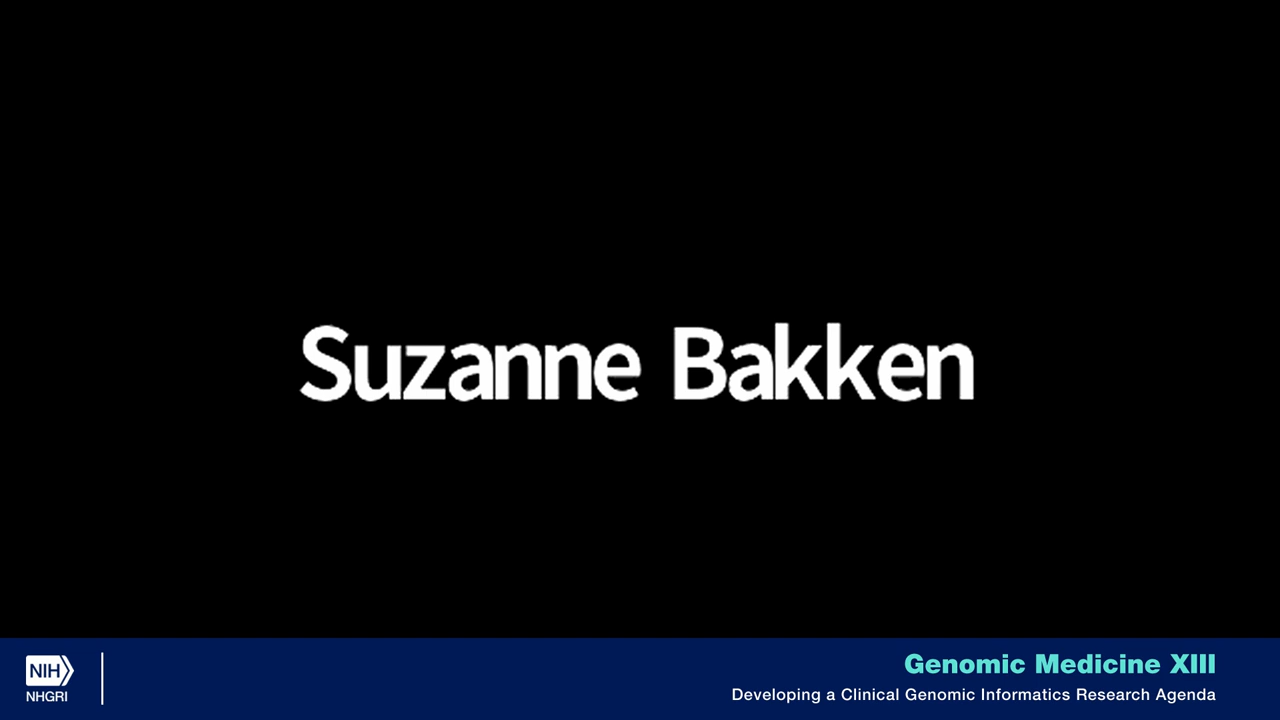 Suzanne Bakken
NIH
NHGRI
Genomic Medicine XIII
Developing a Clinical Genomic Informatics Research Agenda